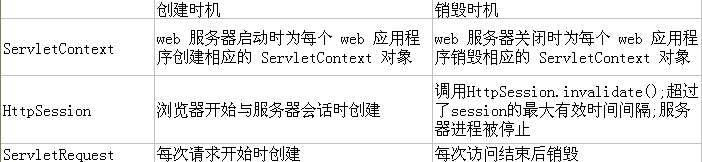 创建时机
销毁时机
ServletContext
web 服务器启动时为每个 web 应用程
序创建相应的 ServletContext 对象
web 服务器关闭时为每个 web 应用程
序销毁相应的 ServletContext 对象
HttpSession
浏览器开始与服务器会话时创建
调用HttpSession.invalidate();超过
了session的最大有效时间间隔;服务
器进程被停止
ServletRequest
每次请求开始时创建
每次访问结束后销毁